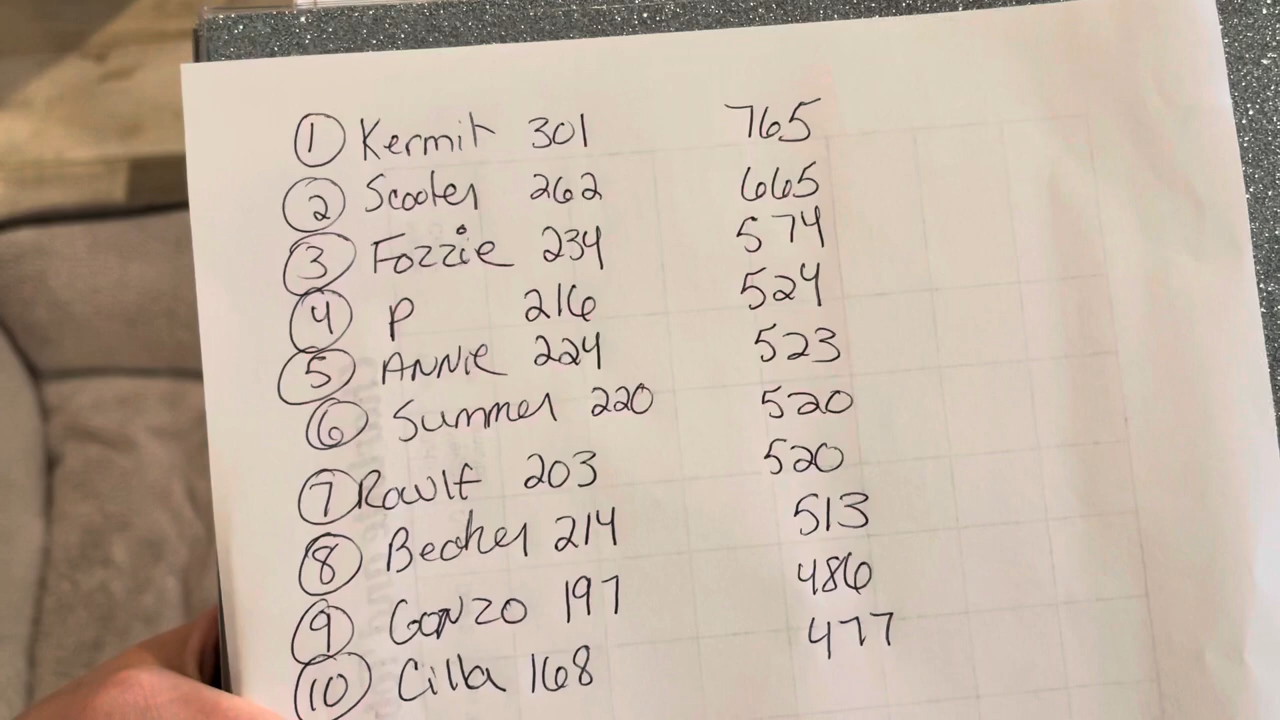 1 Kermit 301 765
2 Scooter 262 665
3 Fozzie 234 574
4 P 216 524
5 ANNIE 224 523
6 Summer 220 520
7 Rowlf 203 520
8 Becker 214 513
9 GONZO 197 486
10 Cilla 168 477